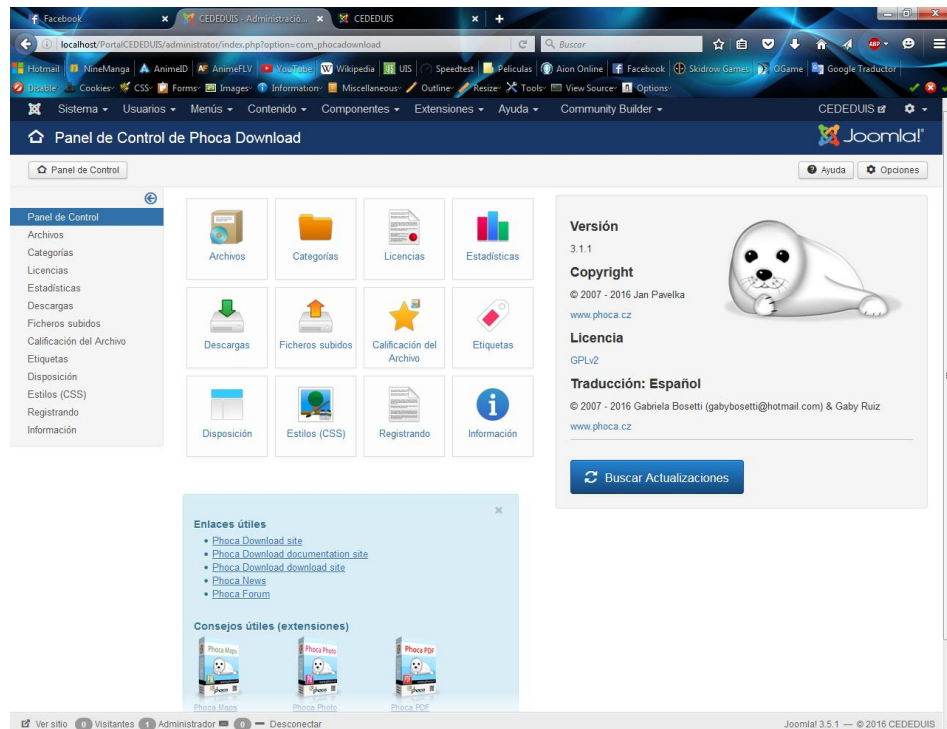 Facebook
CEDEDUIS - Administració...
CEDEDUIS
localhost/PortalCEDEDUIS/administrator/index.php?option=com_phocadownload
Buscar
ABP
Hotmail NineManga AnimeID AnimeFLV YouTube Wikipedia UIS Speedtest Peliculas Aion Online Facebook Skidrow Games OGame Google Traductor
Disable Cookies CSS Forms Images Information Miscellaneous Outline Resize Tools View Source Options
Sistema Usuarios Menús Contenido Componentes Extensiones Ayuda Community Builder CEDEDUIS
Panel de Control de Phoca Download
Joomla!
Panel de Control
Ayuda
Opciones
Panel de Control
Archivos
Categorías
Licencias
Estadísticas
Descargas
Ficheros subidos
Calificación del Archivo
Etiquetas
Disposición
Estilos (CSS)
Registrando
Información
Archivos
Categorías
Licencias
Estadísticas
Descargas
Ficheros subidos
Calificación del
Archivo
Etiquetas
Disposición
Estilos (CSS)
Registrando
Información
Versión
3.1.1
Copyright
© 2007 - 2016 Jan Pavelka
www.phoca.cz
Licencia
GPLv2
Traducción: Español
© 2007 - 2016 Gabriela Bosetti (gabybosetti@hotmail.com) & Gaby Ruiz
www.phoca.cz
Buscar Actualizaciones
Enlaces útiles
• Phoca Download site
• Phoca Download documentation site
• Phoca Download download site
• Phoca News
• Phoca Forum
Consejos útiles (extensiones)
Phoca Maps
Phoca Photo
Phoca PDF
Phoca Maps
Phoca Photo
Phoca PDF
Ver sitio 0 Visitantes 1 Administrador 0 Desconectar
Joomla! 3.5.1 — © 2016 CEDEDUIS